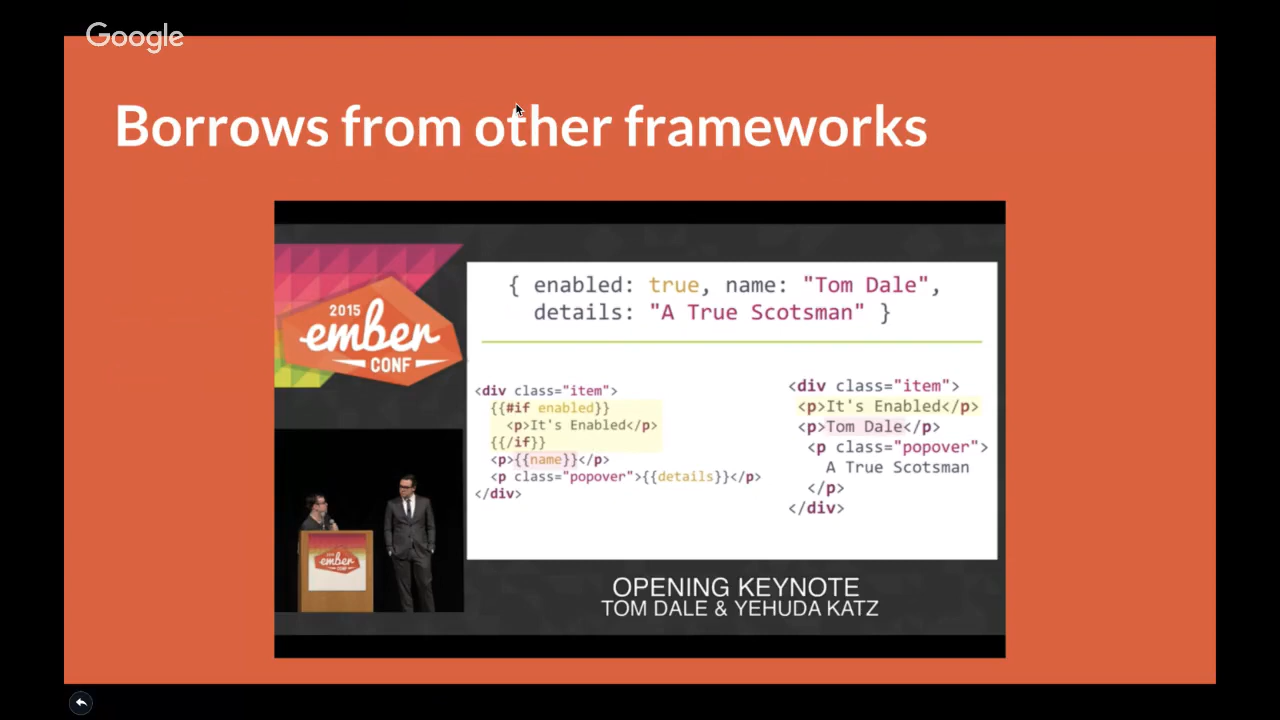 Google
Borrows from other frameworks
2015
ember
CONF
{ enabled: true, name: "Tom Dale",
details: "A True Scotsman" }
<div class="item">
{{#if enabled}}
<p>It's Enabled</p>
{{/if}}
<p>{{name}}</p>
<p class="popover">{{details}}</p>
</div>
<div class="item">
<p>It's Enabled</p>
<p>Tom Dale</p>
<p class="popover">
A True Scotsman
</p>
</div>
ember
OPENING KEYNOTE
TOM DALE & YEHUDA KATZ